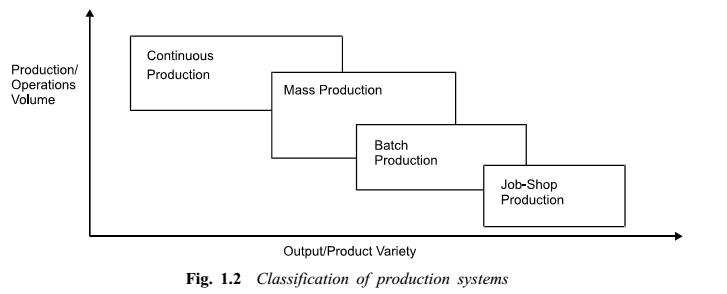 Production/
Operations
Volume
Continuous
Production
Mass Production
Batch
Production
Job-Shop
Production
Output/Product Variety
Fig. 1.2 Classification of production systems